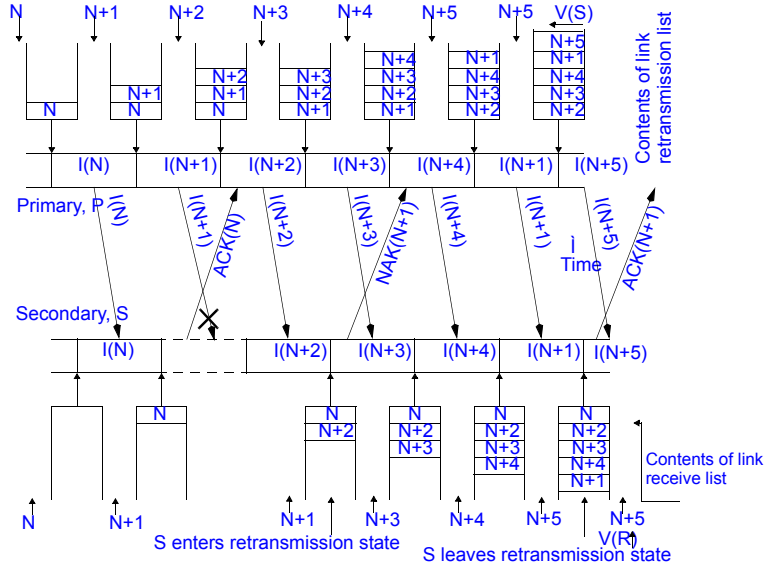 N N+1 N+2 N+3 N+4 N+5 N+5 V(S)
N
N+1
N
N+2
N+1
N
N+3
N+2
N+1
N+4
N+3
N+2
N+1
N+1
N+4
N+3
N+2
N+5
N+1
N+4
N+3
N+2
Contents of link
retransmission list
I(N) I(N+1) I(N+2) I(N+3) I(N+4) I(N+1) I(N+5)
Primary, P
I(N)
I(N+1)
ACK(N)
I(N+2)
I(N+3)
NAK(N+1)
I(N+4)
I(N+1)
Ì
Time
I(N+5)
ACK(N+1)
Secondary, S
I(N) I(N+2) I(N+3) I(N+4) I(N+1) I(N+5)
N
N
N+2
N
N+2
N+3
N
N+2
N+3
N+4
N
N+2
N+3
N+4
N+1
Contents of link
receive list
N N+1 N+1 N+3 N+4 N+5 N+5
V(R)
S enters retransmission state
S leaves retransmission state